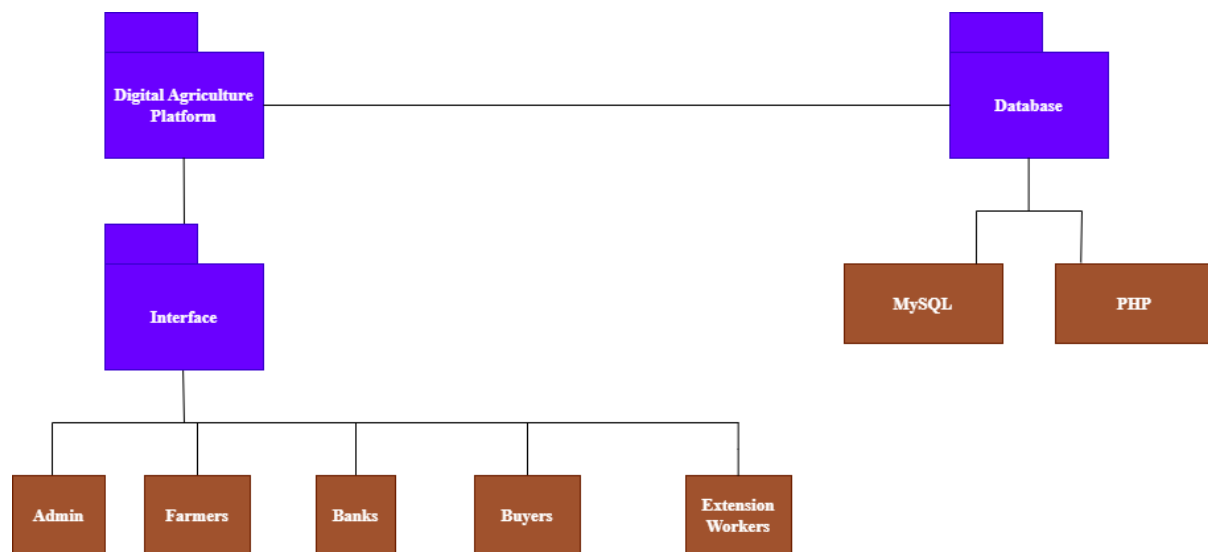 Digital Agriculture
Platform
Database
Interface
MySQL
PHP
Admin
Farmers
Banks
Buyers
Extension
Workers